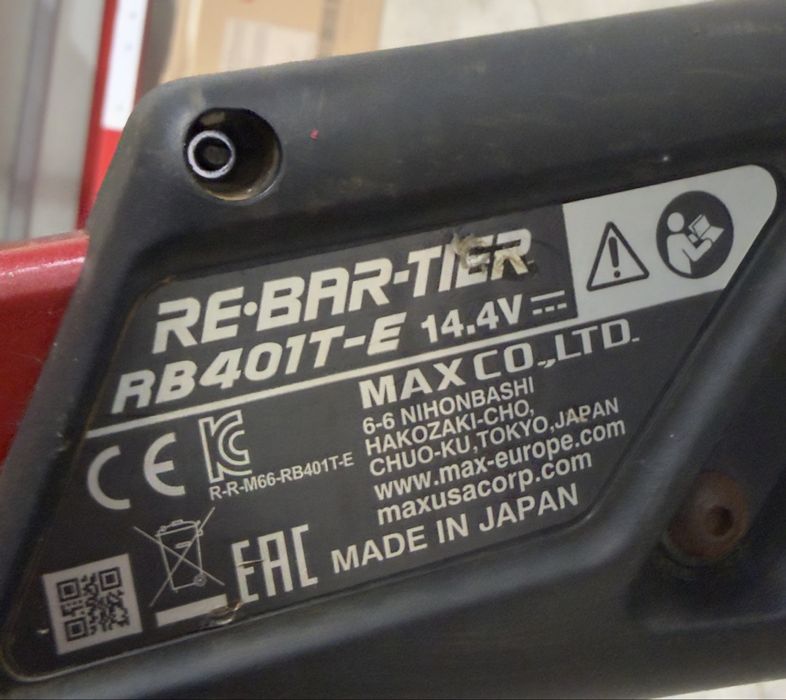 RE·BAR-TIER
RB401T-E 14.4V
MAX CO.,LTD.
6-6 NIHONBASHI
HAKOZAKI-CHO,
CHUO-KU,TOKYO,JAPAN
www.max-europe.com
maxusacorp.com
MADE IN JAPAN
CE
KC
R-R-M66-RB401T-E
EAC